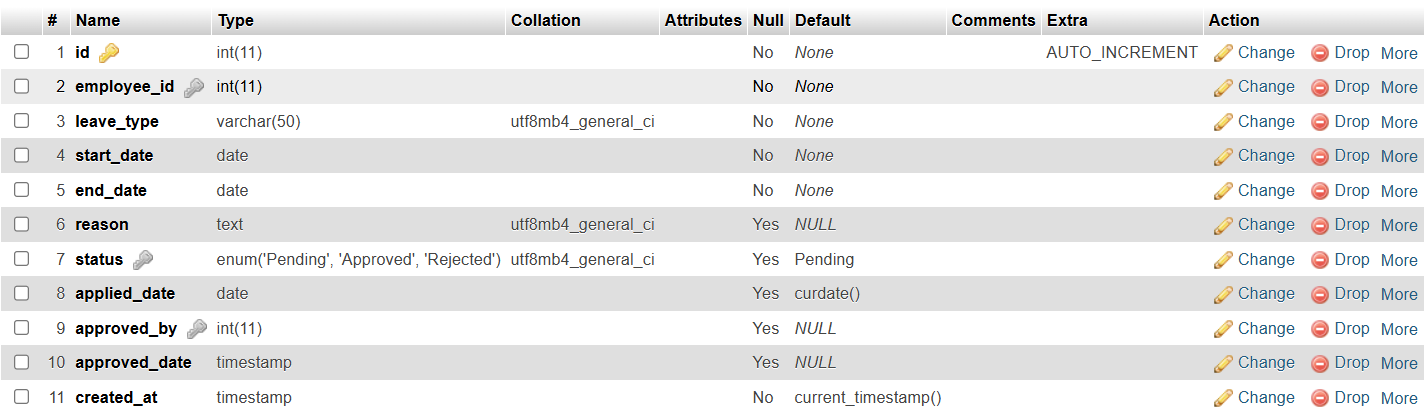 # Name Type Collation Attributes Null Default Comments Extra Action
1 id int(11) No None AUTO_INCREMENT Change Drop More
2 employee_id int(11) No None Change Drop More
3 leave_type varchar(50) utf8mb4_general_ci No None Change Drop More
4 start_date date No None Change Drop More
5 end_date date No None Change Drop More
6 reason text utf8mb4_general_ci Yes NULL Change Drop More
7 status enum('Pending', 'Approved', 'Rejected') utf8mb4_general_ci Yes Pending Change Drop More
8 applied_date date Yes curdate() Change Drop More
9 approved_by int(11) Yes NULL Change Drop More
10 approved_date timestamp Yes NULL Change Drop More
11 created_at timestamp No current_timestamp() Change Drop More